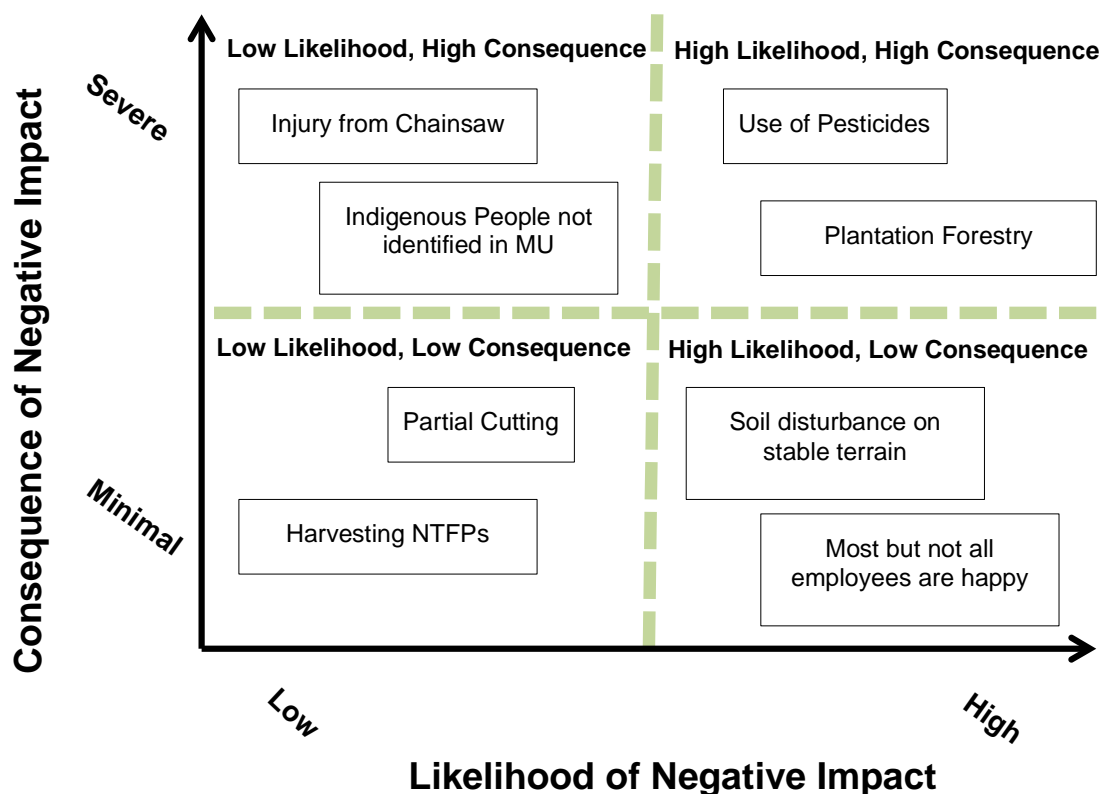 Low Likelihood, High Consequence
High Likelihood, High Consequence
Severe
Injury from Chainsaw
Use of Pesticides
Indigenous People not
identified in MU
Plantation Forestry
Consequence of Negative Impact
Low Likelihood, Low Consequence
High Likelihood, Low Consequence
Partial Cutting
Soil disturbance on
stable terrain
Minimal
Harvesting NTFPs
Most but not all
employees are happy
Low
High
Likelihood of Negative Impact